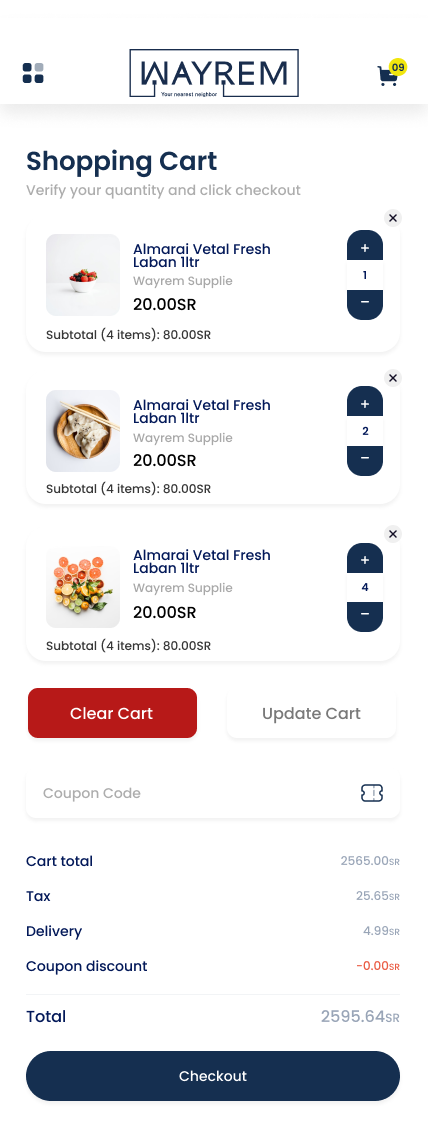 WAYREM
Your nearest neighbor
09
Shopping Cart
Verify your quantity and click checkout
Almarai Vetal Fresh
Laban 1ltr
Wayrem Supplie
20.00SR
Subtotal (4 items): 80.00SR
+
1
−
Almarai Vetal Fresh
Laban 1ltr
Wayrem Supplie
20.00SR
Subtotal (4 items): 80.00SR
+
2
−
Almarai Vetal Fresh
Laban 1ltr
Wayrem Supplie
20.00SR
Subtotal (4 items): 80.00SR
+
4
−
Clear Cart
Update Cart
Coupon Code
Cart total 2565.00SR
Tax 25.65SR
Delivery 4.99SR
Coupon discount -0.00SR
Total 2595.64SR
Checkout